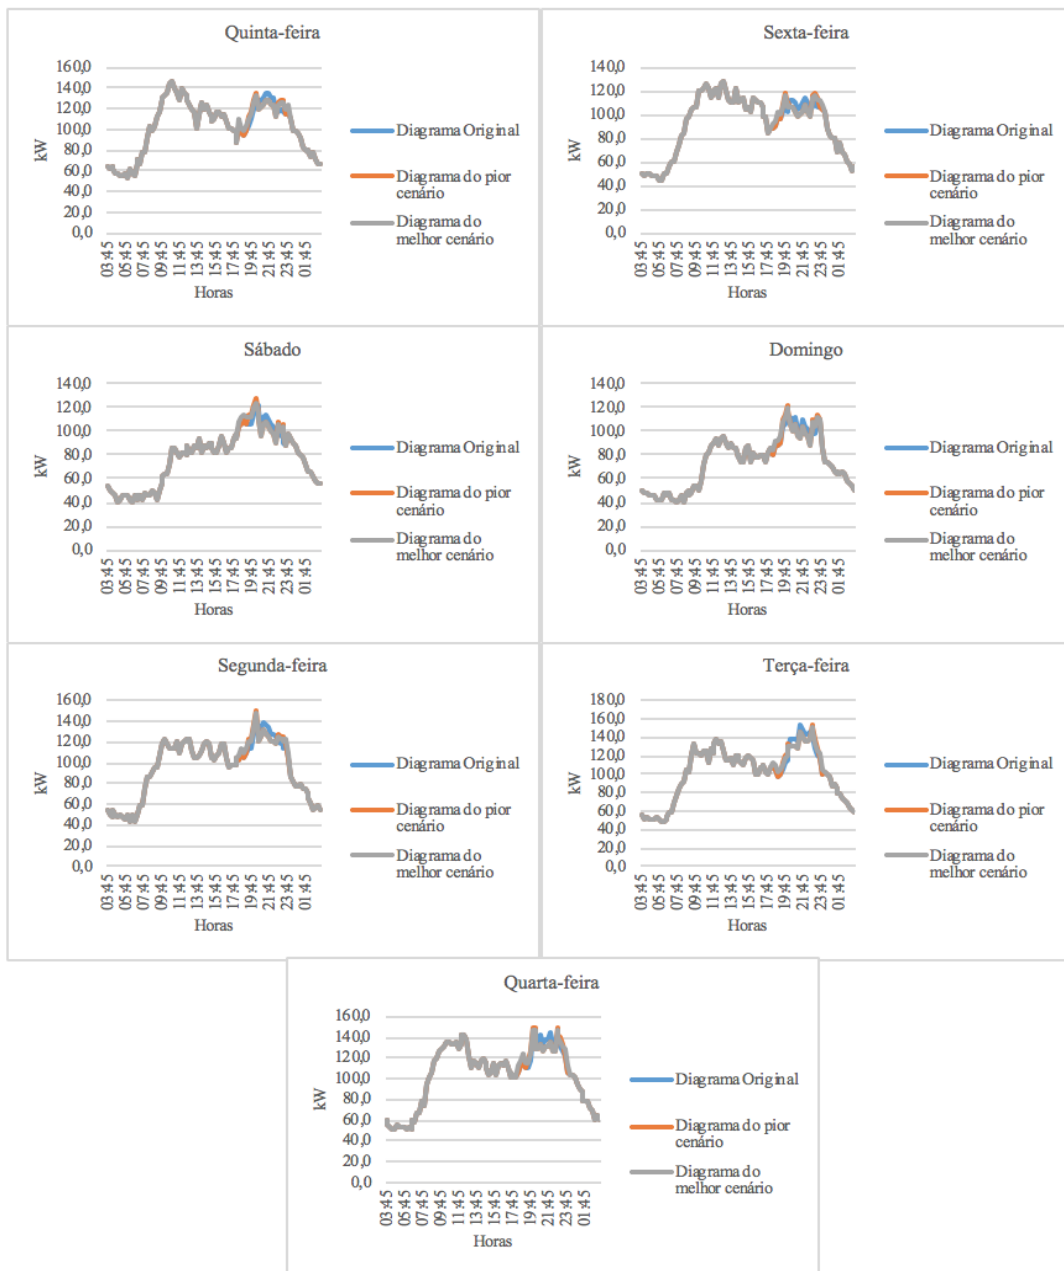 Quinta-feira
160,0
140,0
120,0
100,0
80,0
60,0
40,0
20,0
0,0
kW
03:45
05:45
07:45
09:45
11:45
13:45
15:45
17:45
19:45
21:45
23:45
01:45
Horas
Diagrama Original
Diagrama do pior
cenário
Diagrama do
melhor cenário
Sexta-feira
140,0
120,0
100,0
80,0
60,0
40,0
20,0
0,0
kW
03:45
05:45
07:45
09:45
11:45
13:45
15:45
17:45
19:45
21:45
23:45
01:45
Horas
Diagrama Original
Diagrama do pior
cenário
Diagrama do
melhor cenário
Sábado
140,0
120,0
100,0
80,0
60,0
40,0
20,0
0,0
kW
03:45
05:45
07:45
09:45
11:45
13:45
15:45
17:45
19:45
21:45
23:45
01:45
Horas
Diagrama Original
Diagrama do pior
cenário
Diagrama do
melhor cenário
Domingo
140,0
120,0
100,0
80,0
60,0
40,0
20,0
0,0
kW
03:45
05:45
07:45
09:45
11:45
13:45
15:45
17:45
19:45
21:45
23:45
01:45
Horas
Diagrama Original
Diagrama do pior
cenário
Diagrama do
melhor cenário
Segunda-feira
160,0
140,0
120,0
100,0
80,0
60,0
40,0
20,0
0,0
kW
03:45
05:45
07:45
09:45
11:45
13:45
15:45
17:45
19:45
21:45
23:45
01:45
Horas
Diagrama Original
Diagrama do pior
cenário
Diagrama do
melhor cenário
Terça-feira
180,0
160,0
140,0
120,0
100,0
80,0
60,0
40,0
20,0
0,0
kW
03:45
05:45
07:45
09:45
11:45
13:45
15:45
17:45
19:45
21:45
23:45
01:45
Horas
Diagrama Original
Diagrama do pior
cenário
Diagrama do
melhor cenário
Quarta-feira
160,0
140,0
120,0
100,0
80,0
60,0
40,0
20,0
0,0
kW
03:45
05:45
07:45
09:45
11:45
13:45
15:45
17:45
19:45
21:45
23:45
01:45
Horas
Diagrama Original
Diagrama do pior
cenário
Diagrama do
melhor cenário